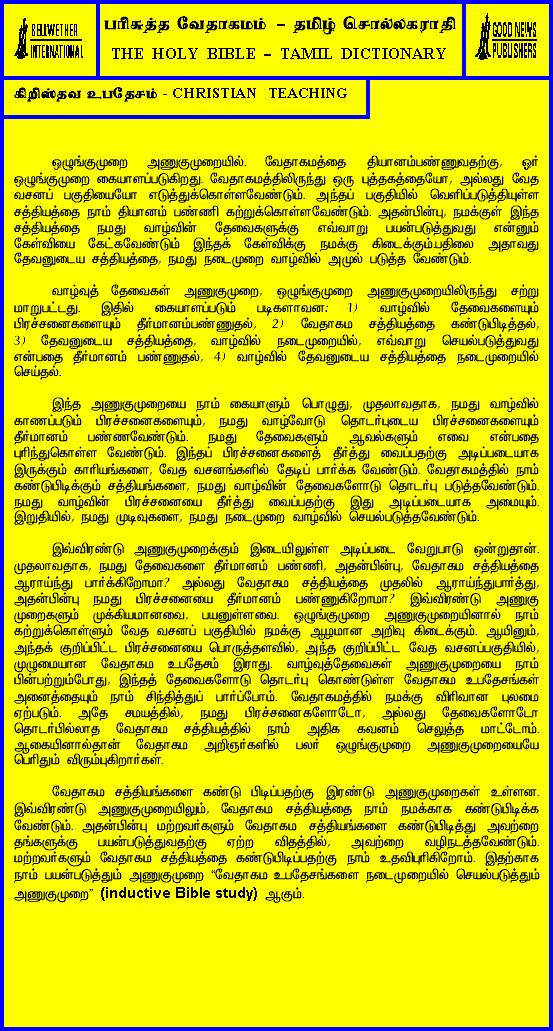 BELLWETHER
INTERNATIONAL
பரிசுத்த வேதாகமம் – தமிழ் சொல்லகராதி
THE HOLY BIBLE – TAMIL DICTIONARY
GOOD NEWS
PUBLISHERS
கிறிஸ்தவ உபதேசம் - CHRISTIAN TEACHING
ஒழுங்குமுறை அணுகுமுறையில். வேதாகமத்தை தியானம்பண்ணுவதற்கு, ஓர்
ஒழுங்குமுறை கையாளப்படுகிறது. வேதாகமத்திலிருந்து ஒரு புத்தகத்தையோ, அல்லது வேத
வசனப் பகுதியையோ எடுத்துக்கொள்ளவேண்டும். அந்தப் பகுதியில் வெளிப்படுத்தியுள்ள
சத்தியத்தை நாம் தியானம் பண்ணி கற்றுக்கொள்ளவேண்டும். அதன்பின்பு, நமக்குள் இந்த
சத்தியத்தை நமது வாழ்வின் தேவைகளுக்கு எவ்வாறு பயன்படுத்துவது என்னும்
கேள்வியை கேட்கவேண்டும் இந்தக் கேள்விக்கு நமக்கு கிடைக்கும்பதிலை அதாவது
தேவனுடைய சத்தியத்தை, நமது நடைமுறை வாழ்வில் அமுல் படுத்த வேண்டும்.
வாழ்வுத் தேவைகள் அணுகுமுறை, ஒழுங்குமுறை அணுகுமுறையிலிருந்து சற்று
மாறுபட்டது. இதில் கையாளப்படும் படிகளாவன: 1) வாழ்வில் தேவைகளையும்
பிரச்சனைகளையும் தீர்மானம்பண்ணுதல், 2) வேதாகம சத்தியத்தை கண்டுபிடித்தல்,
3) தேவனுடைய சத்தியத்தை, வாழ்வில் நடைமுறையில், எவ்வாறு செயல்படுத்துவது
என்பதை தீர்மானம் பண்ணுதல், 4) வாழ்வில் தேவனுடைய சத்தியத்தை நடைமுறையில்
செய்தல்.
இந்த அணுகுமுறையை நாம் கையாளும் பொழுது, முதலாவதாக, நமது வாழ்வில்
காணப்படும் பிரச்சனைகளையும், நமது வாழ்வோடு தொடர்புடைய பிரச்சனைகளையும்
தீர்மானம் பண்ணவேண்டும். நமது தேவைகளும் ஆவல்களும் எவை என்பதை
புரிந்துகொள்ள வேண்டும். இந்தப் பிரச்சனைகளைத் தீர்த்து வைப்பதற்கு அடிப்படையாக
இருக்கும் காரியங்களை, வேத வசனங்களில் தேடிப் பார்க்க வேண்டும். வேதாகமத்தில் நாம்
கண்டுபிடிக்கும் சத்தியங்களை, நமது வாழ்வின் தேவைகளோடு தொடர்பு படுத்தவேண்டும்.
நமது வாழ்வின் பிரச்சனையை தீர்த்து வைப்பதற்கு இது அடிப்படையாக அமையும்.
இறுதியில், நமது முடிவுகளை, நமது நடைமுறை வாழ்வில் செயல்படுத்தவேண்டும்.
இவ்விரண்டு அணுகுமுறைக்கும் இடையிலுள்ள அடிப்படை வேறுபாடு ஒன்றுதான்.
முதலாவதாக, நமது தேவைகளை தீர்மானம் பண்ணி, அதன்பின்பு, வேதாகம சத்தியத்தை
ஆராய்ந்து பார்க்கிறோமா? அல்லது வேதாகம சத்தியத்தை முதலில் ஆராய்ந்துபார்த்து,
அதன்பின்பு நமது பிரச்சனையை தீர்மானம் பண்ணுகிறோமா? இவ்விரண்டு அணுகு
முறைகளும் முக்கியமானவை, பயனுள்ளவை. ஒழுங்குமுறை அணுகுமுறையினால் நாம்
கற்றுக்கொள்ளும் வேத வசனப் பகுதியில் நமக்கு ஆழமான அறிவு கிடைக்கும். ஆயினும்,
அந்தக் குறிப்பிட்ட பிரச்சனையை பொருத்தளவில், அந்த குறிப்பிட்ட வேத வசனப்பகுதியில்,
முழுமையான வேதாகம உபதேசம் இராது. வாழ்வுத்தேவைகள் அணுகுமுறையை நாம்
பின்பற்றும்போது, இந்தத் தேவைகளோடு தொடர்பு கொண்டுள்ள வேதாகம உபதேசங்கள்
அனைத்தையும் நாம் சிந்தித்துப் பார்ப்போம். வேதாகமத்தில் நமக்கு விரிவான புலமை
ஏற்படும். அதே சமயத்தில், நமது பிரச்சனைகளோடோ, அல்லது தேவைகளோடோ
தொடர்பில்லாத வேதாகம சத்தியத்தில் நாம் அதிக கவனம் செலுத்த மாட்டோம்.
ஆகையினால்தான் வேதாகம அறிஞர்களில் பலர் ஒழுங்குமுறை அணுகுமுறையையே
பெரிதும் விரும்புகிறார்கள்.
வேதாகம சத்தியங்களை கண்டு பிடிப்பதற்கு இரண்டு அணுகுமுறைகள் உள்ளன.
இவ்விரண்டு அணுகுமுறையிலும், வேதாகம சத்தியத்தை நாம் நமக்காக கண்டுபிடிக்க
வேண்டும். அதன்பின்பு மற்றவர்களும் வேதாகம சத்தியங்களை கண்டுபிடித்து அவற்றை
தங்களுக்கு பயன்படுத்துவதற்கு ஏற்ற விதத்தில், அவற்றை வழிநடத்தவேண்டும்.
மற்றவர்களும் வேதாகம சத்தியத்தை கண்டுபிடிப்பதற்கு நாம் உதவிபுரிகிறோம். இதற்காக
நாம் பயன்படுத்தும் அணுகுமுறை “வேதாகம உபதேசங்களை நடைமுறையில் செயல்படுத்தும்
அணுகுமுறை” (inductive Bible study) ஆகும்.